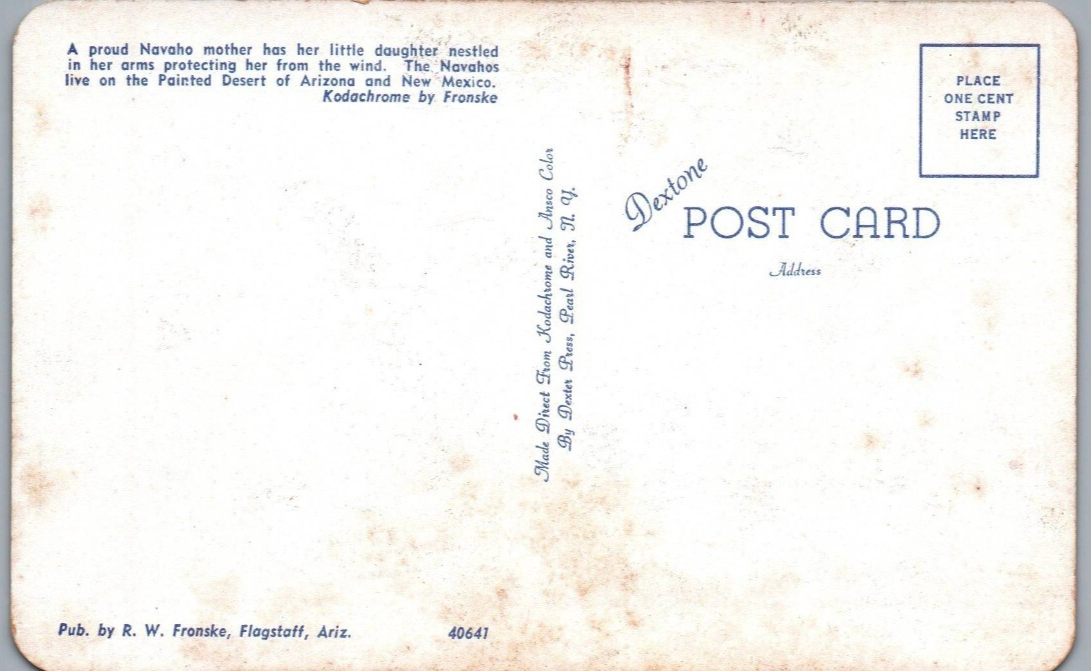 A proud Navaho mother has her little daughter nestled
in her arms protecting her from the wind. The Navahos
live on the Painted Desert of Arizona and New Mexico.
Kodachrome by Fronske
Pub. by R. W. Fronske, Flagstaff, Ariz.
40641
Made Direct From Kodachrome and Ansco Color
By Dexter Press, Pearl River, N. Y.
PLACE
ONE CENT
STAMP
HERE
Dextone
POST CARD
Address